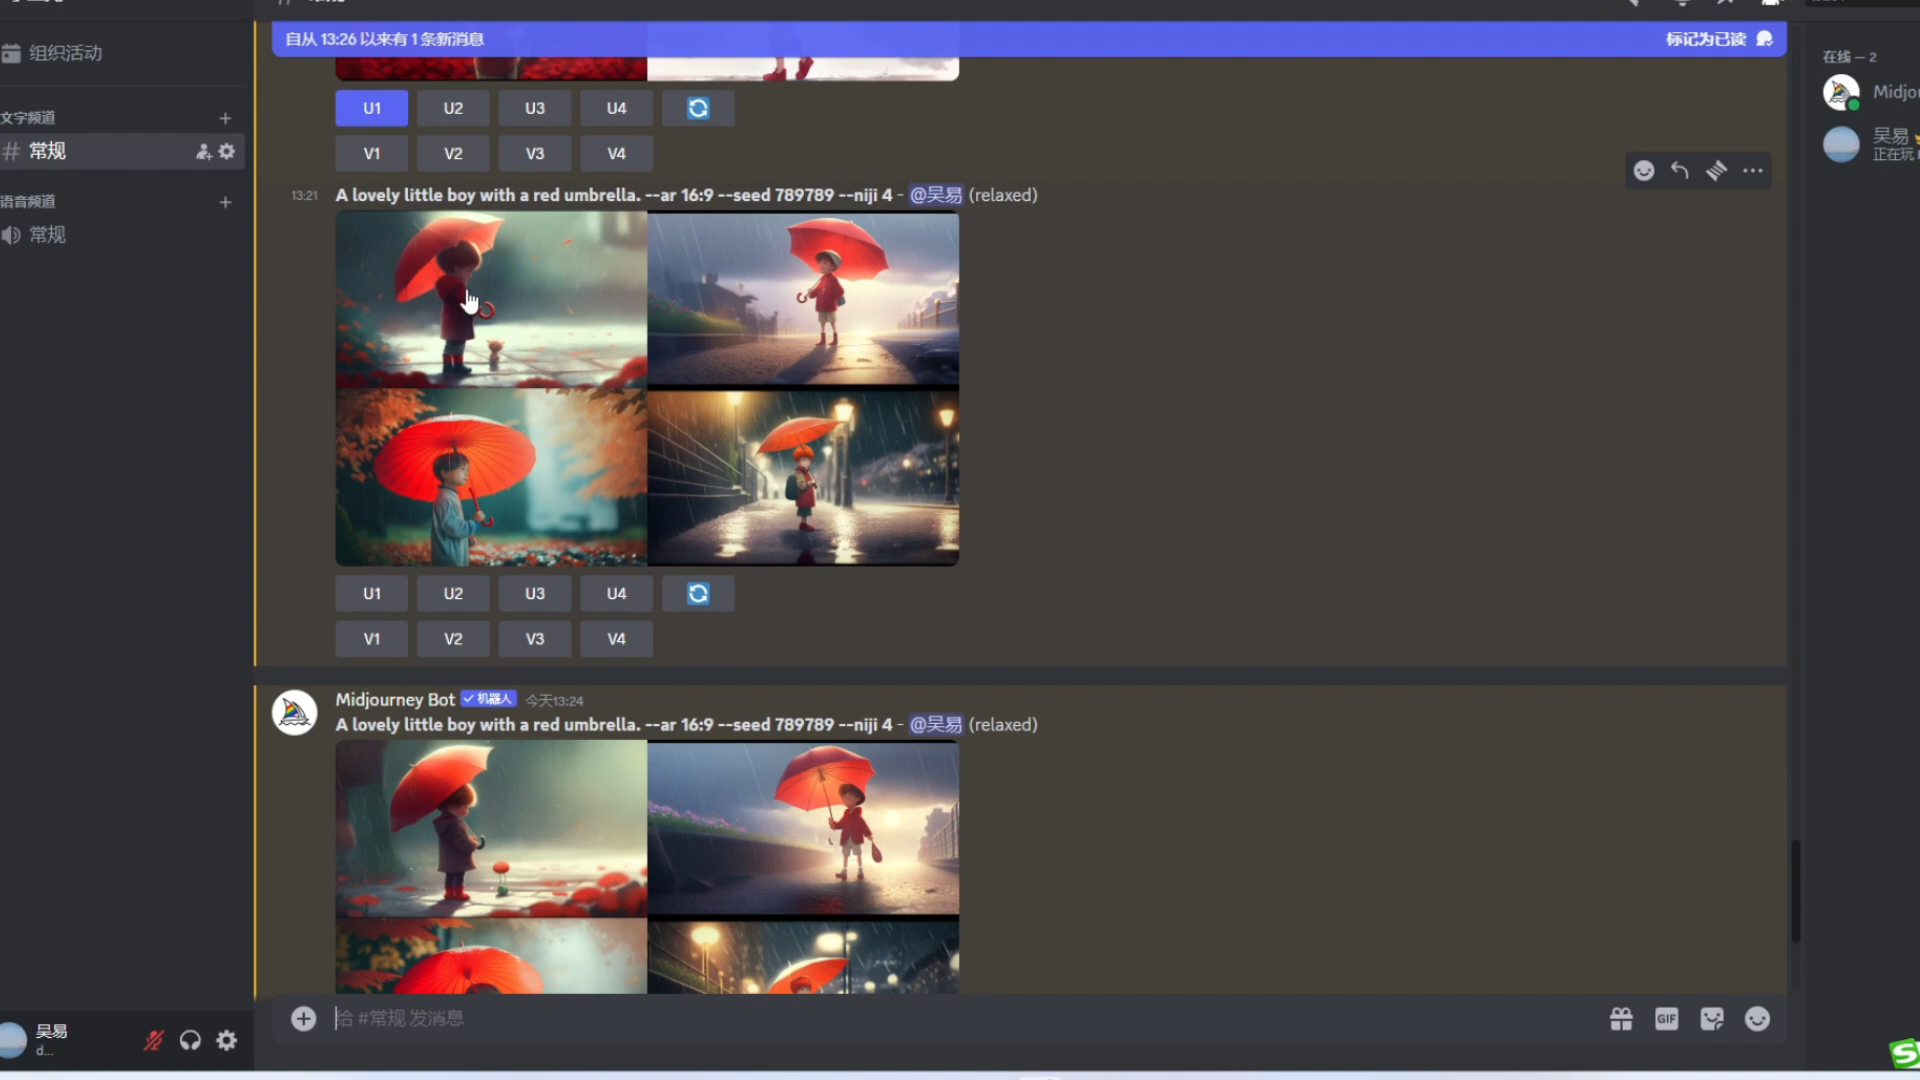 自从 13:26 以来有 1 条新消息
标记为已读
组织活动
文字频道
常规
语音频道
常规
在线 — 2
Midjou
吴易
正在玩
U1 U2 U3 U4
V1 V2 V3 V4
13:21 A lovely little boy with a red umbrella. --ar 16:9 --seed 789789 --niji 4 - @吴易 (relaxed)
U1 U2 U3 U4
V1 V2 V3 V4
Midjourney Bot 机器人 今天13:24
A lovely little boy with a red umbrella. --ar 16:9 --seed 789789 --niji 4 - @吴易 (relaxed)
给 #常规 发消息
GIF
吴易
d...
S